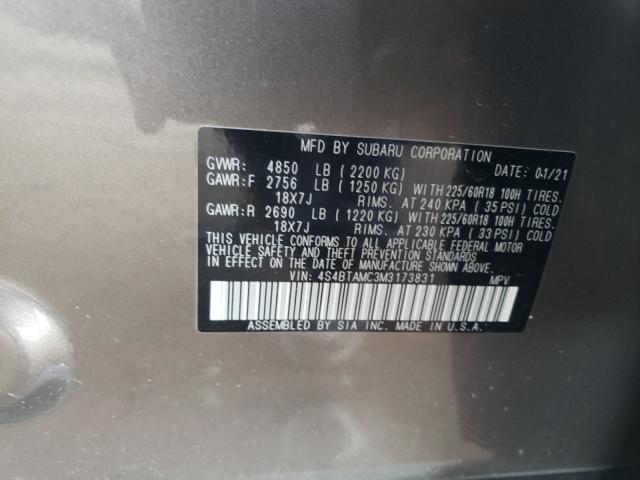 MFD BY SUBARU CORPORATION
GVWR: 4850 LB (2200 KG) DATE: 01/21
GAWR:F 2756 LB (1250 KG) WITH 225/60R18 100H TIRES.
18X7J RIMS. AT 240 KPA (35 PSI) COLD
GAWR:R 2690 LB (1220 KG) WITH 225/60R18 100H TIRES.
18X7J RIMS. AT 230 KPA (33 PSI) COLD
THIS VEHICLE CONFORMS TO ALL APPLICABLE FEDERAL MOTOR
VEHICLE SAFETY AND THEFT PREVENTION STANDARDS
IN EFFECT ON THE DATE OF MANUFACTURE SHOWN ABOVE.
VIN: 4S4BTAMC3M3173831 MPV
ASSEMBLED BY SIA INC. MADE IN U.S.A.